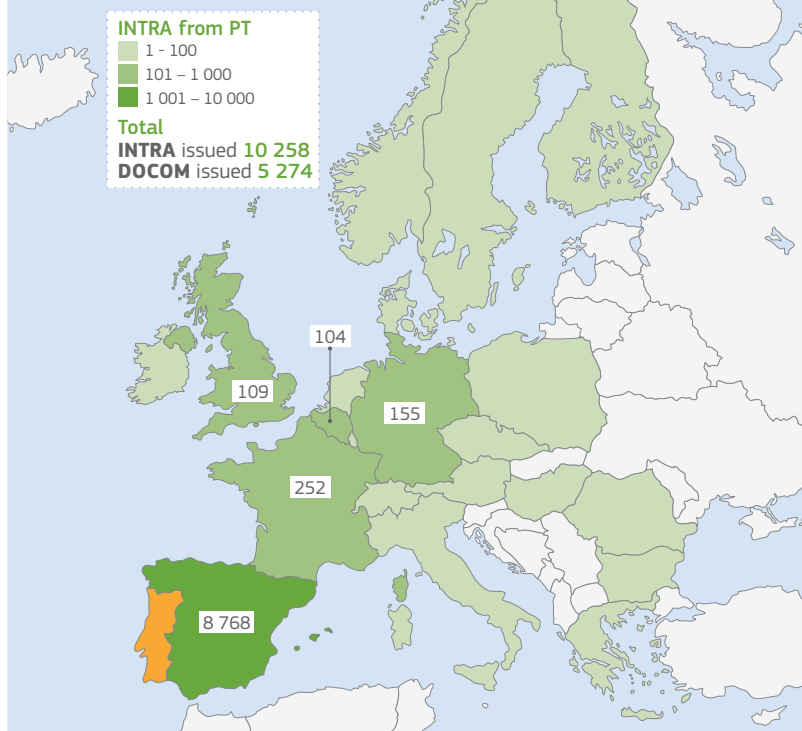 INTRA from PT
1 - 100
101 – 1 000
1 001 – 10 000
Total
INTRA issued 10 258
DOCOM issued 5 274
104
109
155
252
8 768